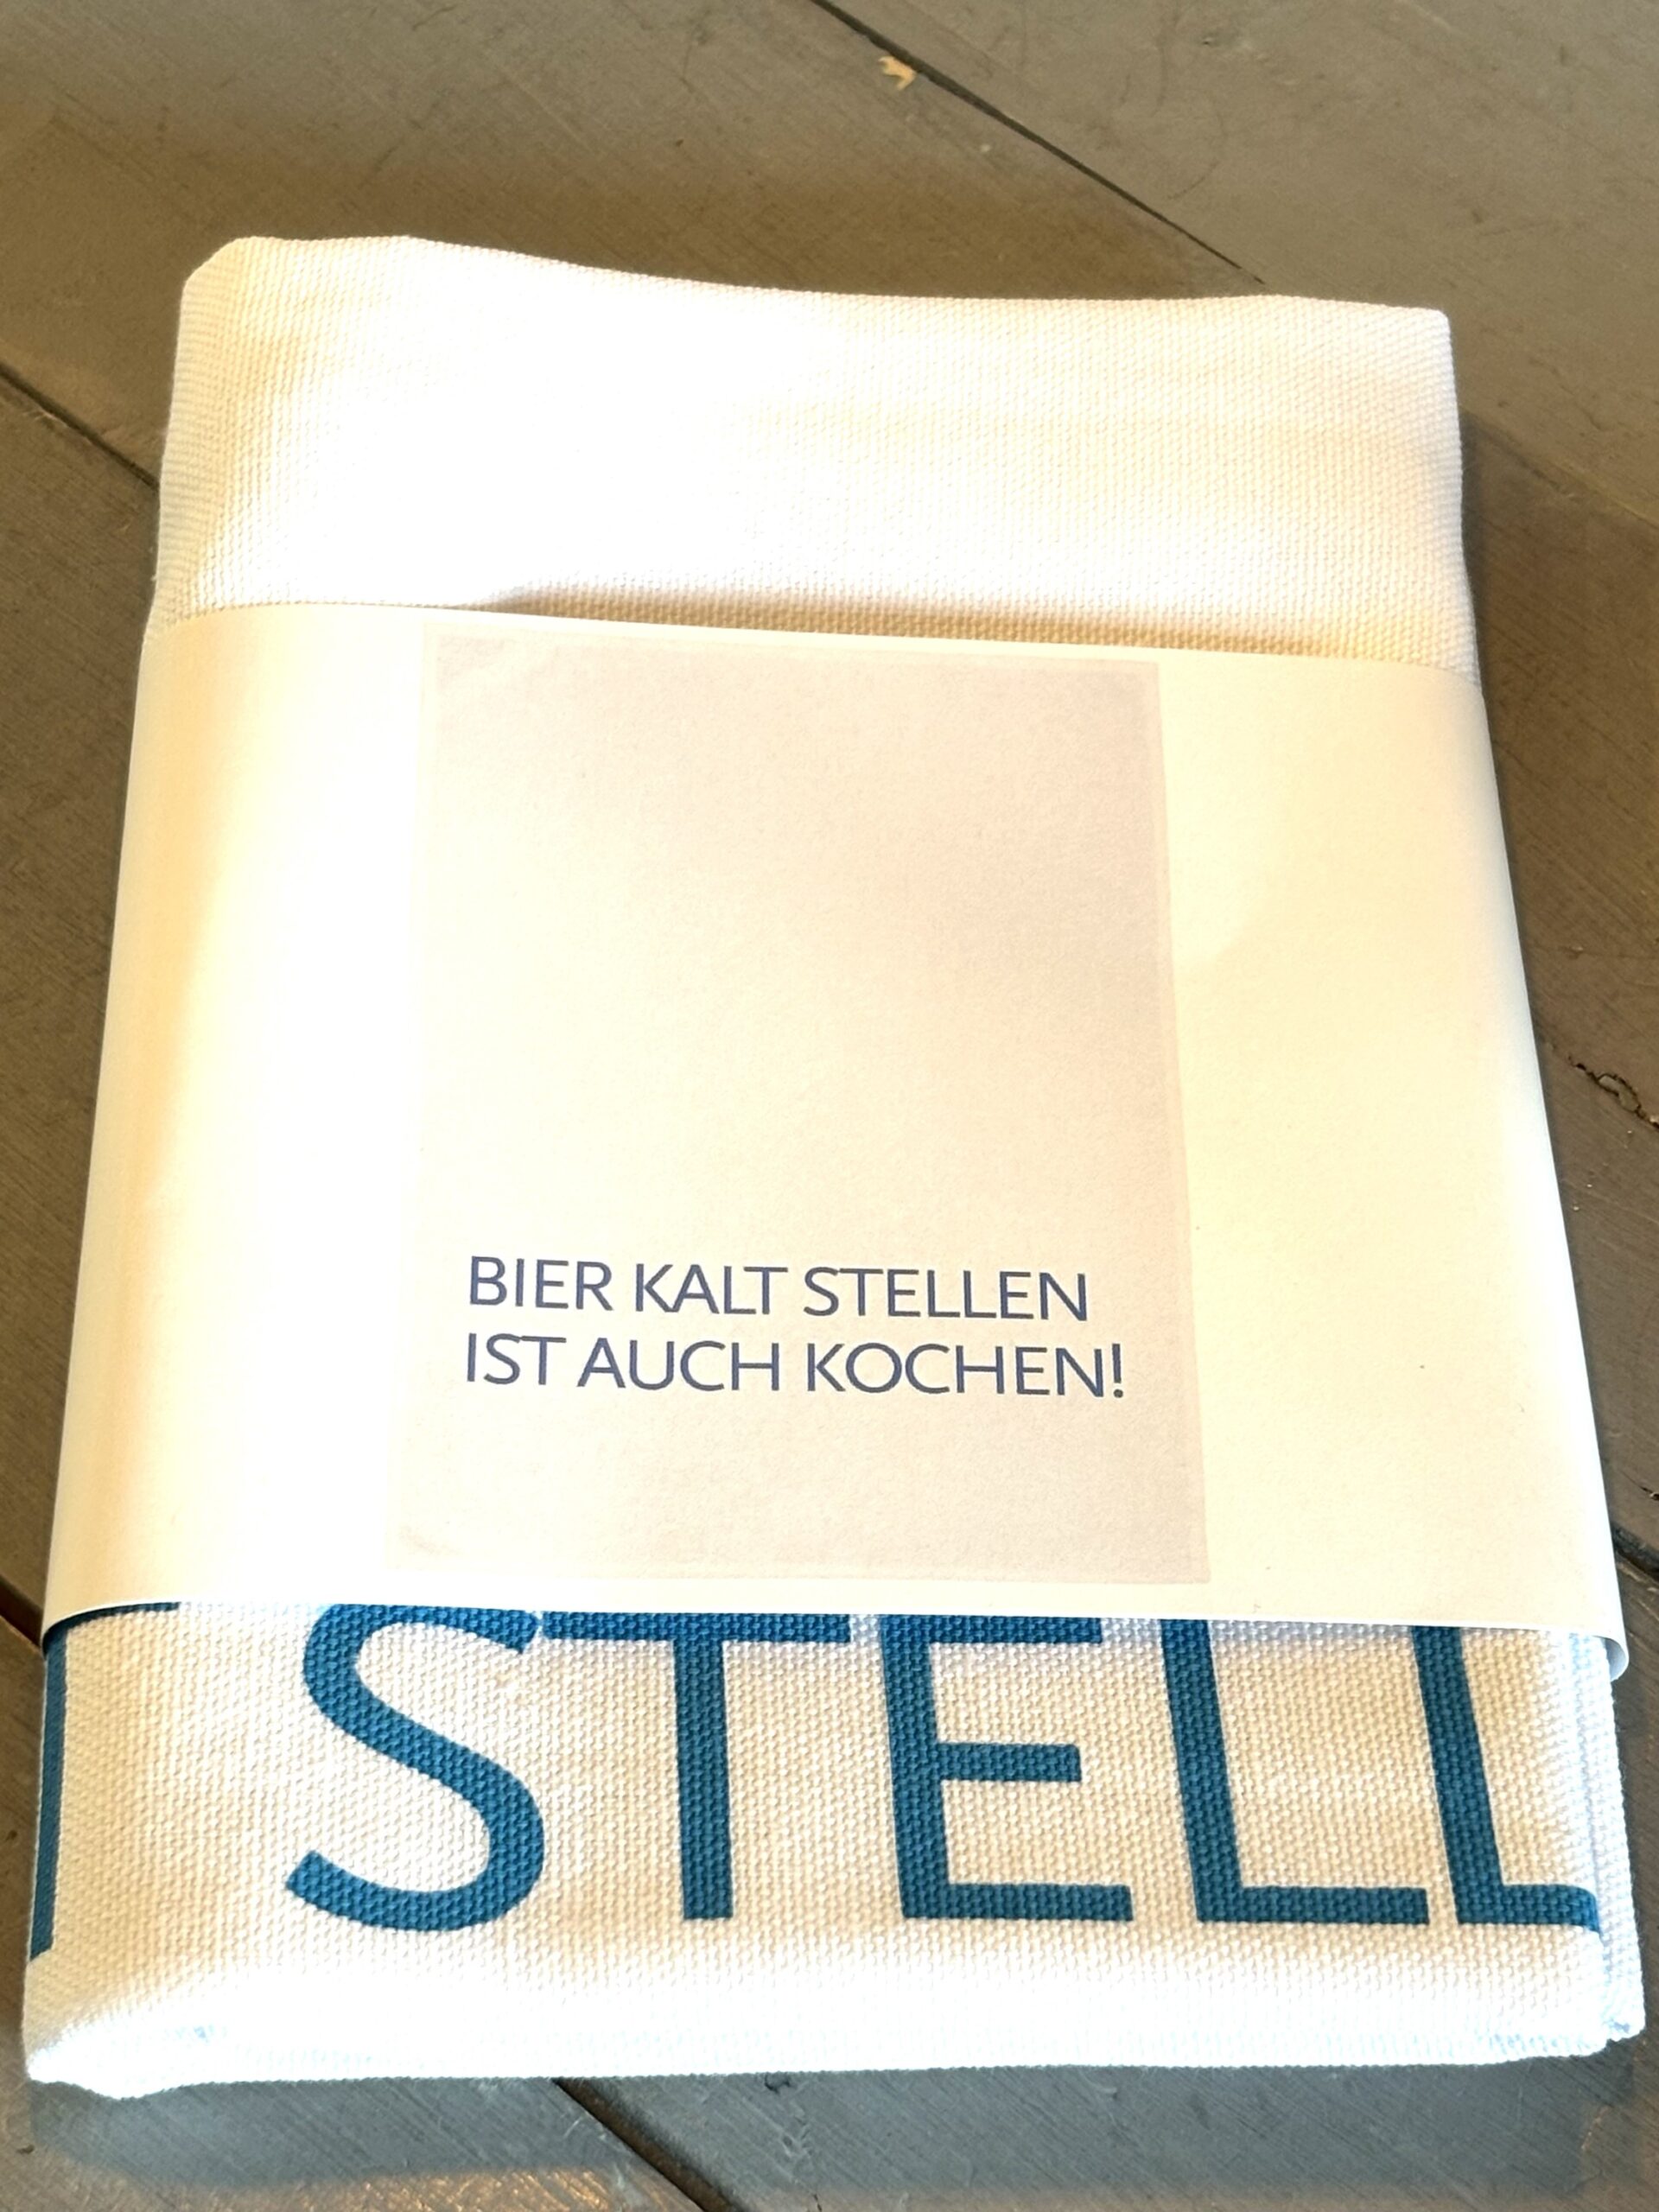 BIER KALT STELLEN
IST AUCH KOCHEN!
T STELL